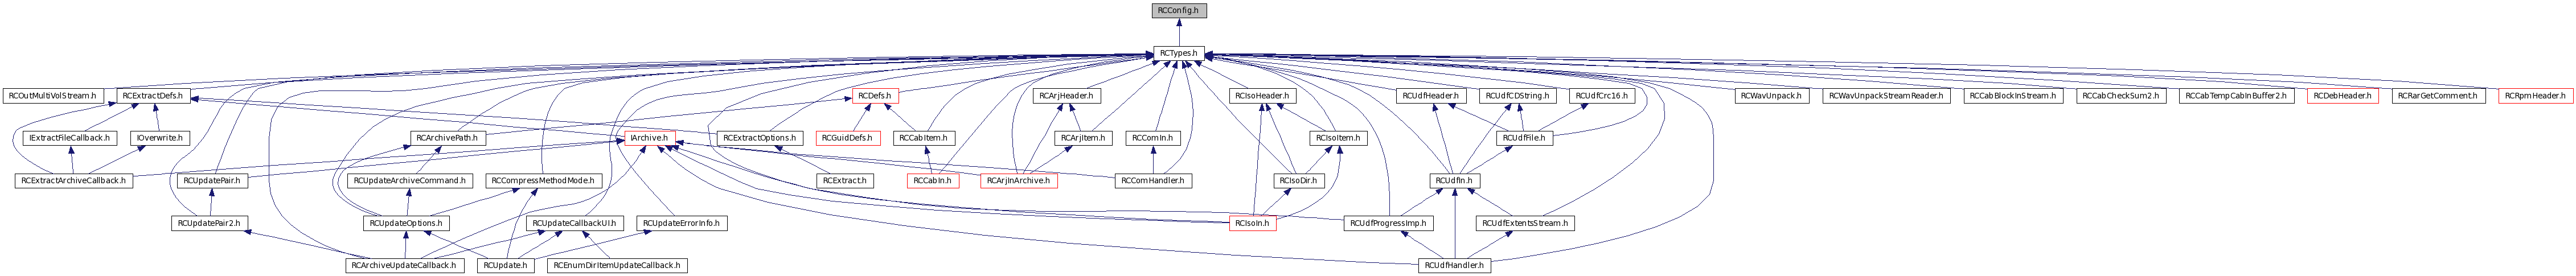 RCConfig.h
RCTypes.h
RCOutMultiVolStream.h
RCExtractDefs.h
RCDefs.h
RCArjHeader.h
RCIsoHeader.h
RCUdfHeader.h
RCUdfCDString.h
RCUdfCrc16.h
RCWavUnpack.h
RCWavUnpackStreamReader.h
RCCabBlockInStream.h
RCCabCheckSum2.h
RCCabTempCabInBuffer2.h
RCDebHeader.h
RCRarGetComment.h
RCRpmHeader.h
IExtractFileCallback.h
IOverwrite.h
RCArchivePath.h
IArchive.h
RCExtractOptions.h
RCGuidDefs.h
RCCabItem.h
RCArjItem.h
RCComIn.h
RCIsoItem.h
RCUdfFile.h
RCExtractArchiveCallback.h
RCUpdatePair.h
RCUpdateArchiveCommand.h
RCCompressMethodMode.h
RCExtract.h
RCCabIn.h
RCArjInArchive.h
RCComHandler.h
RCIsoDir.h
RCUdfIn.h
RCUpdatePair2.h
RCUpdateOptions.h
RCUpdateCallbackUI.h
RCUpdateErrorInfo.h
RCIsoIn.h
RCUdfProgressImp.h
RCUdfExtentsStream.h
RCArchiveUpdateCallback.h
RCUpdate.h
RCEnumDirItemUpdateCallback.h
RCUdfHandler.h